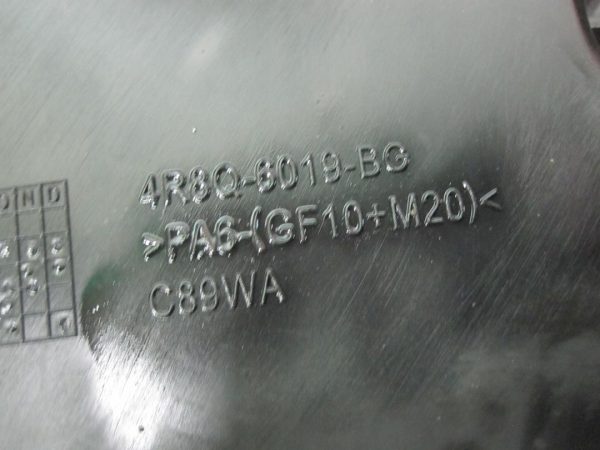 4R8Q-6019-BG
>PA6-(GF10+M20)<
C89WA
O N D